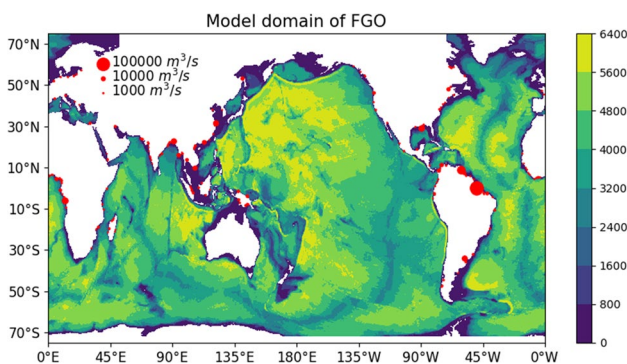 Model domain of FGO
70°N
50°N
30°N
10°N
10°S
30°S
50°S
70°S
100000 m³/s
10000 m³/s
1000 m³/s
0°E
45°E
90°E
135°E
180°E
135°W
90°W
45°W
0°W
6400
5600
4800
4000
3200
2400
1600
800
0